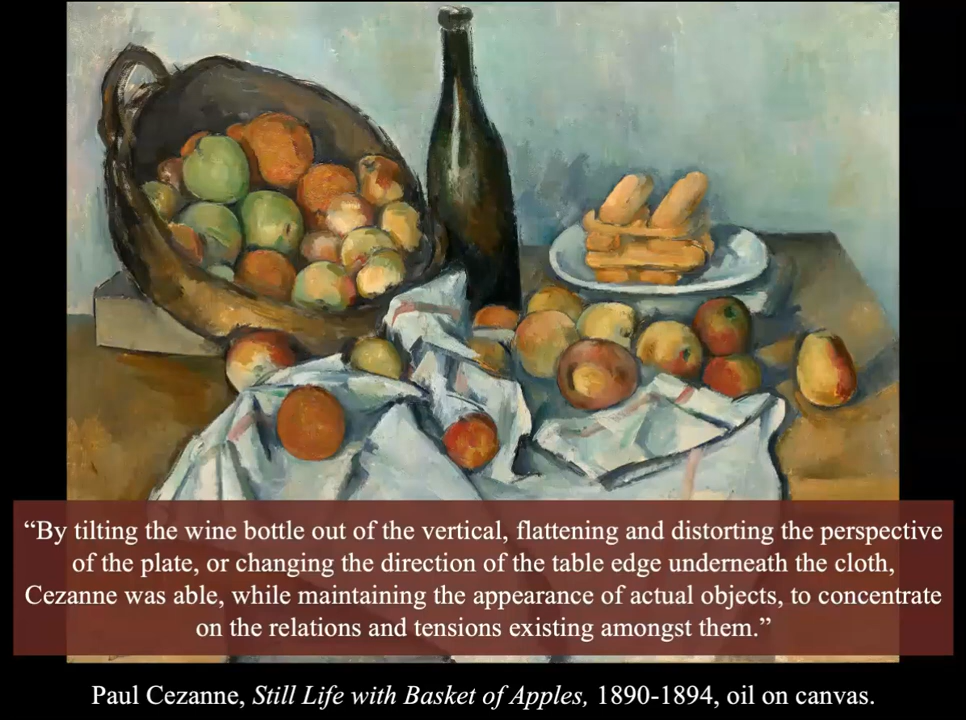 “By tilting the wine bottle out of the vertical, flattening and distorting the perspective
of the plate, or changing the direction of the table edge underneath the cloth,
Cezanne was able, while maintaining the appearance of actual objects, to concentrate
on the relations and tensions existing amongst them.”
Paul Cezanne, Still Life with Basket of Apples, 1890-1894, oil on canvas.